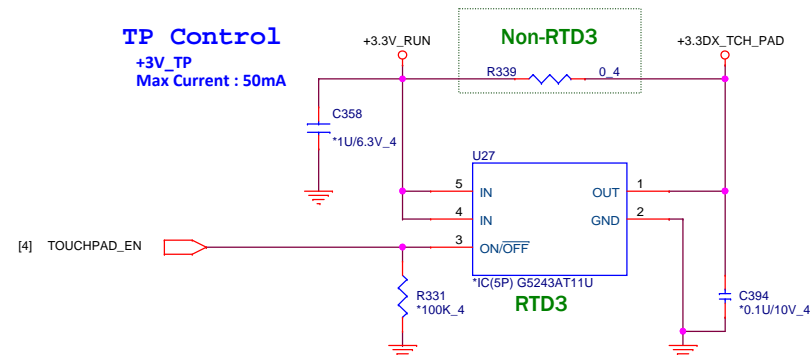 TP Control
+3V_TP
Max Current : 50mA
+3.3V_RUN
Non-RTD3
+3.3DX_TCH_PAD
R339
0_4
C358
*1U/6.3V_4
U27
5
IN
OUT
1
4
IN
GND
2
3
ON/OFF
[4]
TOUCHPAD_EN
*IC(5P) G5243AT11U
RTD3
R331
*100K_4
C394
*0.1U/10V_4